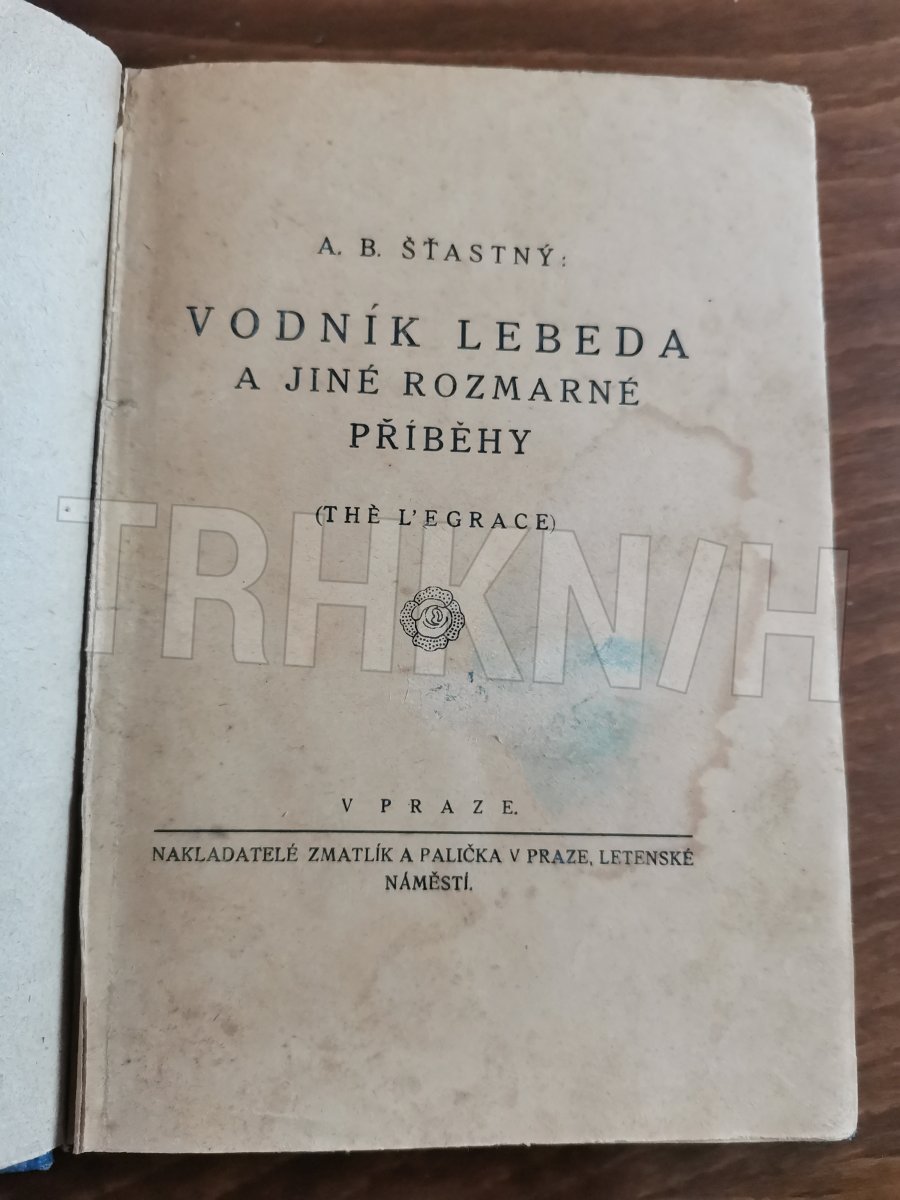 A. B. ŠŤASTNÝ:
VODNÍK LEBEDA
A JINÉ ROZMARNÉ
PŘÍBĚHY
(THÈ L'EGRACE)
TRHKNIH
V PRAZE.
NAKLADATELÉ ZMATLÍK A PALIČKA V PRAZE, LETENSKÉ
NÁMĚSTÍ.